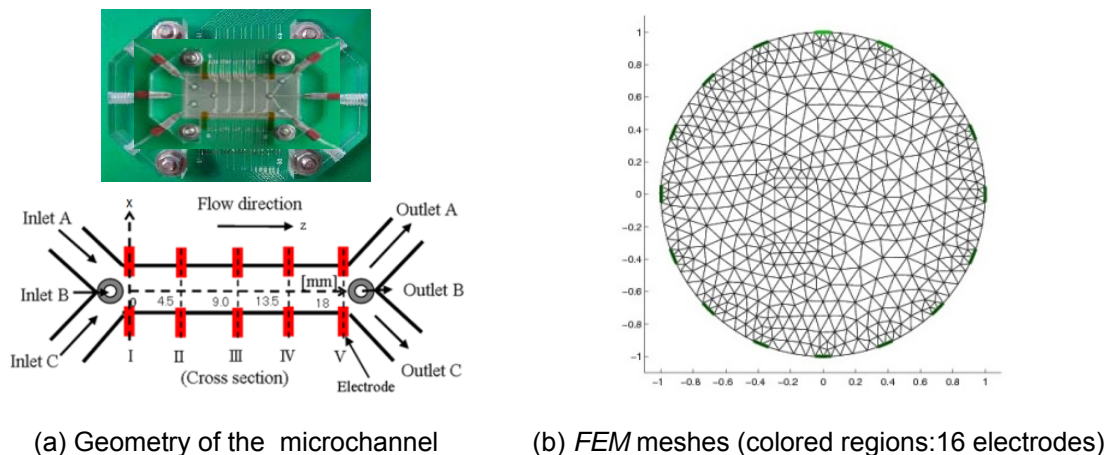 x
Flow direction
z
Inlet A
Outlet A
[mm]
Inlet B
Outlet B
0
4.5
9.0
13.5
18
Inlet C
Outlet C
I
II
III
IV
V
(Cross section)
Electrode
(a) Geometry of the microchannel
1
0.8
0.6
0.4
0.2
0
-0.2
-0.4
-0.6
-0.8
-1
-1 -0.8 -0.6 -0.4 -0.2 0 0.2 0.4 0.6 0.8 1
(b) FEM meshes (colored regions:16 electrodes)